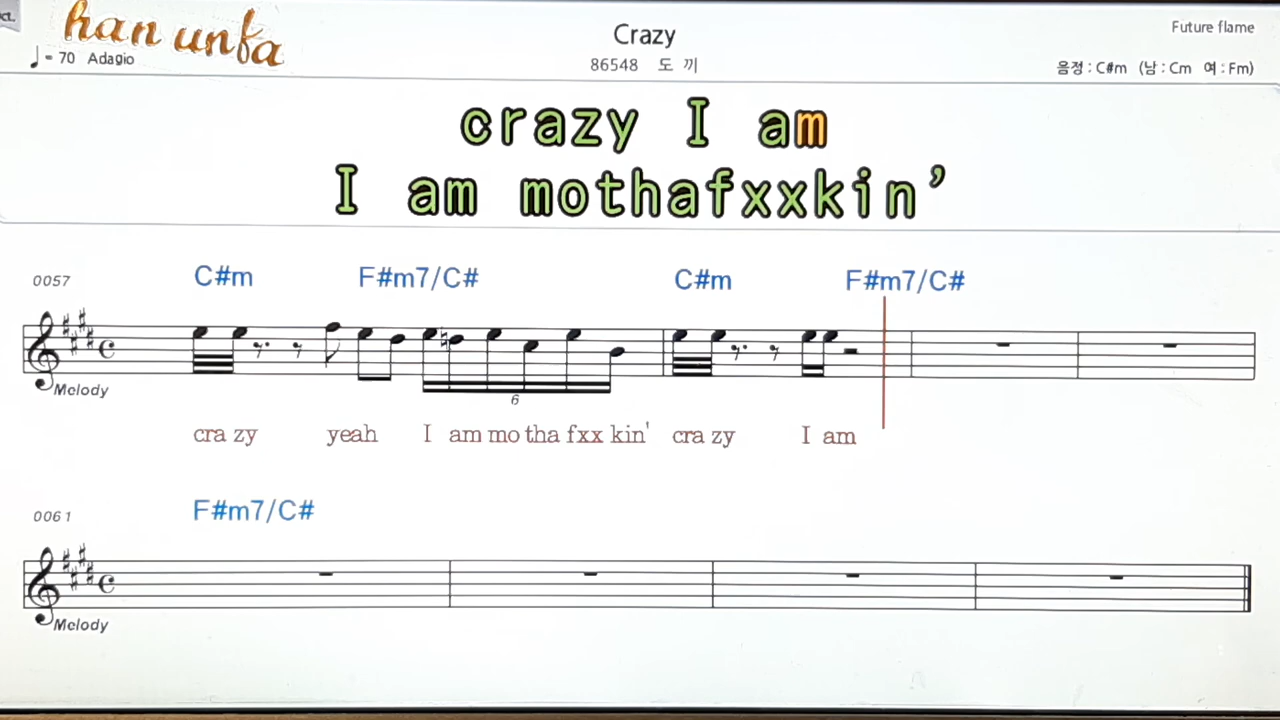 han unfa
Crazy
Future flame
♩ = 70 Adagio
86548 도 끼
음정 : C#m (남 : Cm 여 : Fm)
crazy I am
I am mothafxxkin’
0057
C#m F#m7/C# C#m F#m7/C#
Melody
6
cra zy yeah I am mo tha fxx kin' cra zy I am
0061
F#m7/C#
Melody